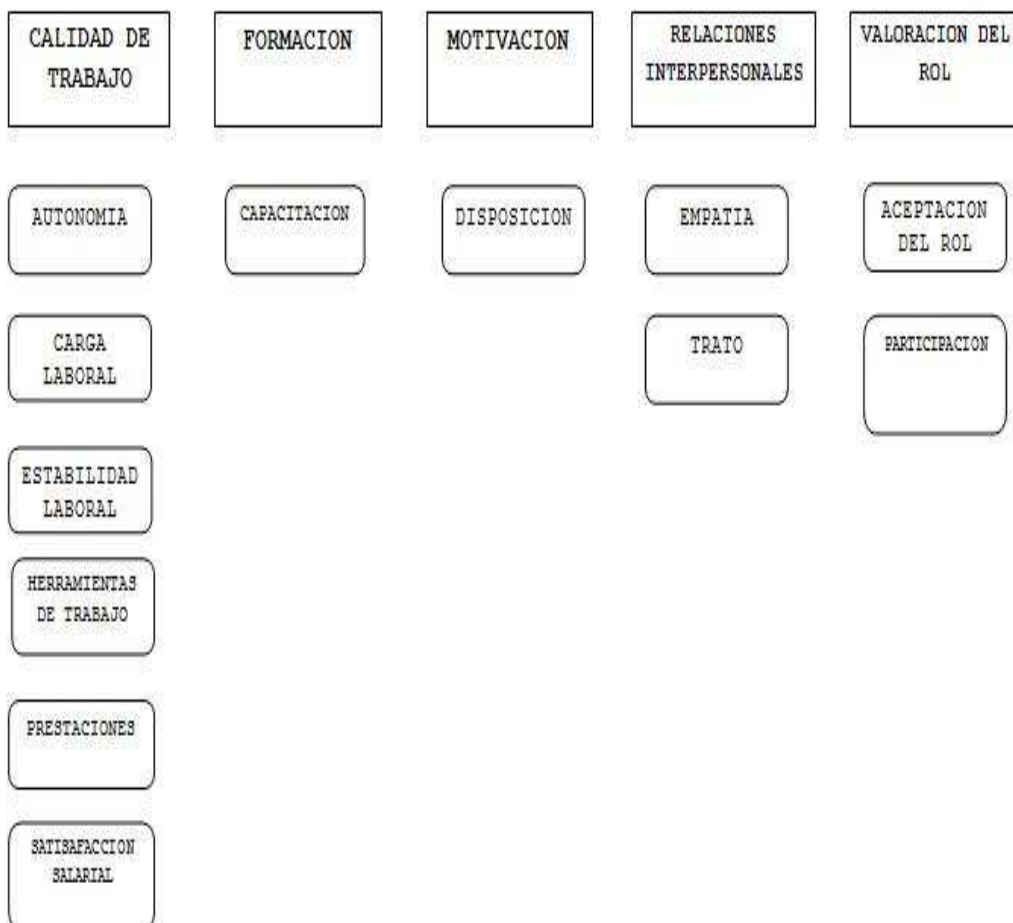 CALIDAD DE
TRABAJO
FORMACION
MOTIVACION
RELACIONES
INTERPERSONALES
VALORACION DEL
ROL
AUTONOMIA
CAPACITACION
DISPOSICION
EMPATIA
ACEPTACION
DEL ROL
CARGA
LABORAL
TRATO
PARTICIPACION
ESTABILIDAD
LABORAL
HERRAMIENTAS
DE TRABAJO
PRESTACIONES
SATISAFACCION
SALARIAL